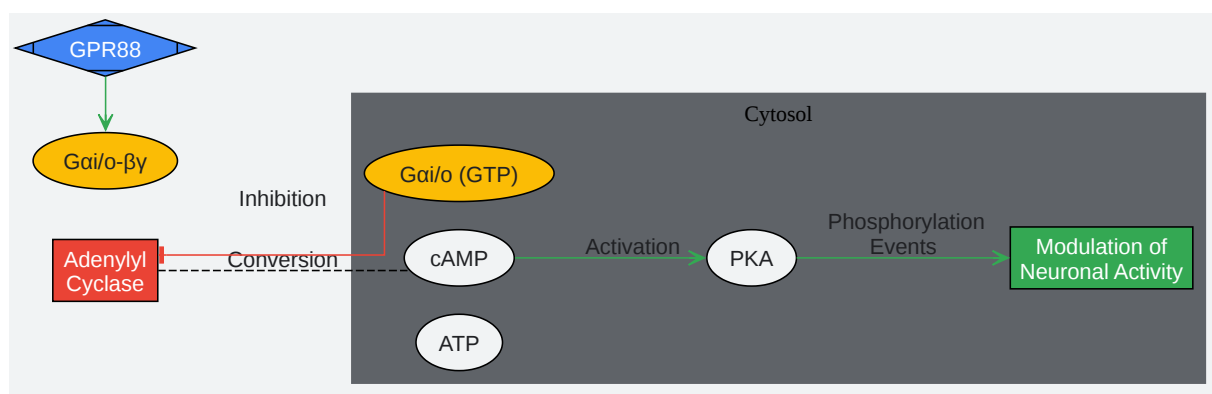 GPR88
Cytosol
Gαi/o-βγ
Gαi/o (GTP)
Inhibition
Adenylyl
Cyclase
Conversion
cAMP
Activation
PKA
Phosphorylation
Events
Modulation of
Neuronal Activity
ATP